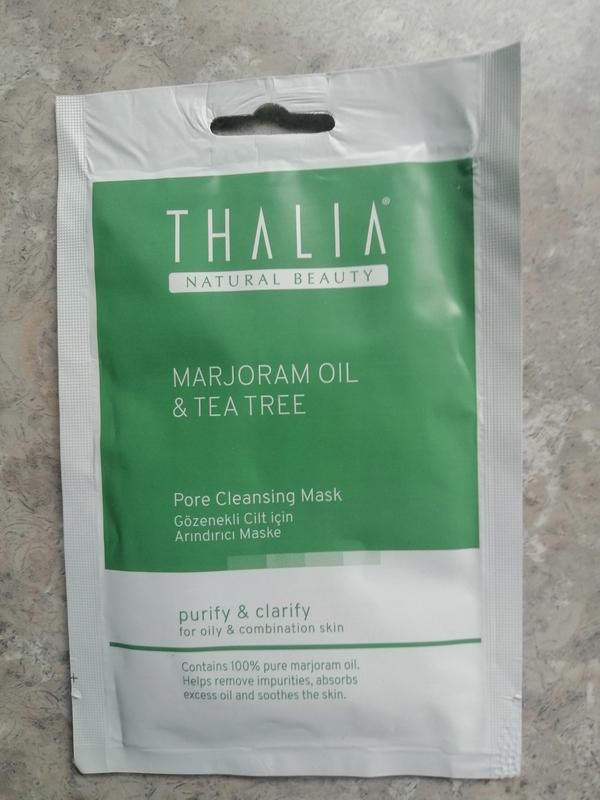 THALIA®
NATURAL BEAUTY
MARJORAM OIL
& TEA TREE
Pore Cleansing Mask
Gözenekli Cilt için
Arındırıcı Maske
purify & clarify
for oily & combination skin
Contains 100% pure marjoram oil.
Helps remove impurities, absorbs
excess oil and soothes the skin.